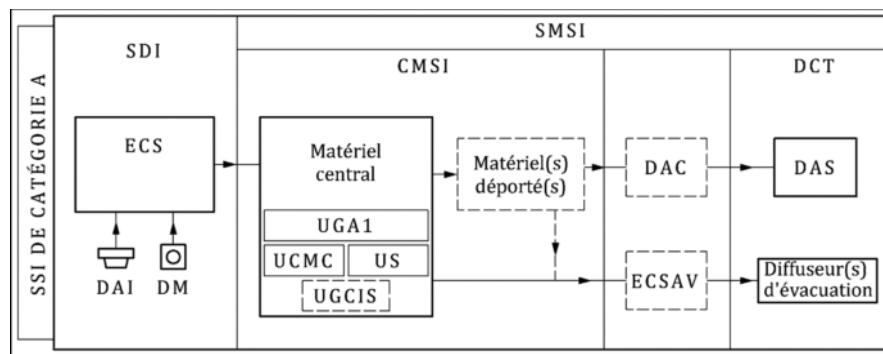 SSI DE CATÉGORIE A
SDI
SMSI
CMSI
DCT
ECS
DAI
DM
Matériel
central
UGA1
UCMC
US
UGCIS
Matériel(s)
déporté(s)
DAC
DAS
ECSAV
Diffuseur(s)
d'évacuation